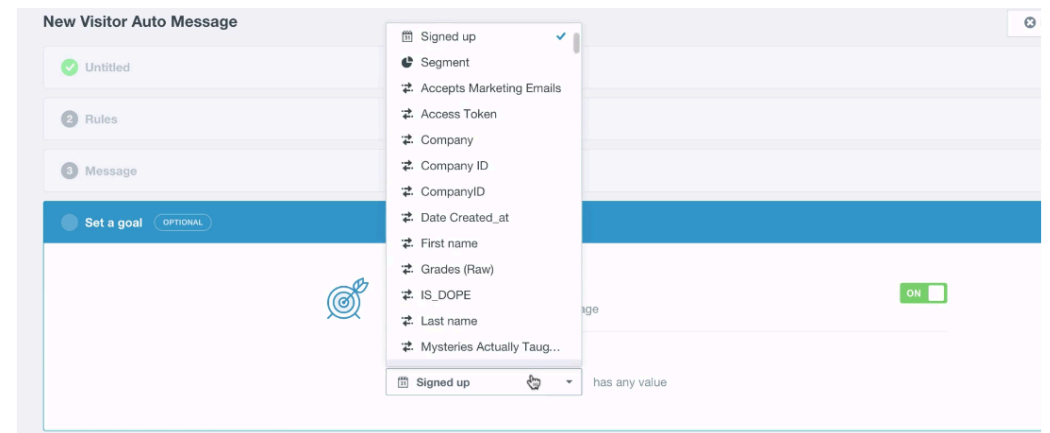 New Visitor Auto Message
Untitled
2 Rules
3 Message
Set a goal OPTIONAL
Signed up
Segment
Accepts Marketing Emails
Access Token
Company
Company ID
CompanyID
Date Created_at
First name
Grades (Raw)
IS_DOPE
Last name
Mysteries Actually Taug...
ON
Signed up has any value